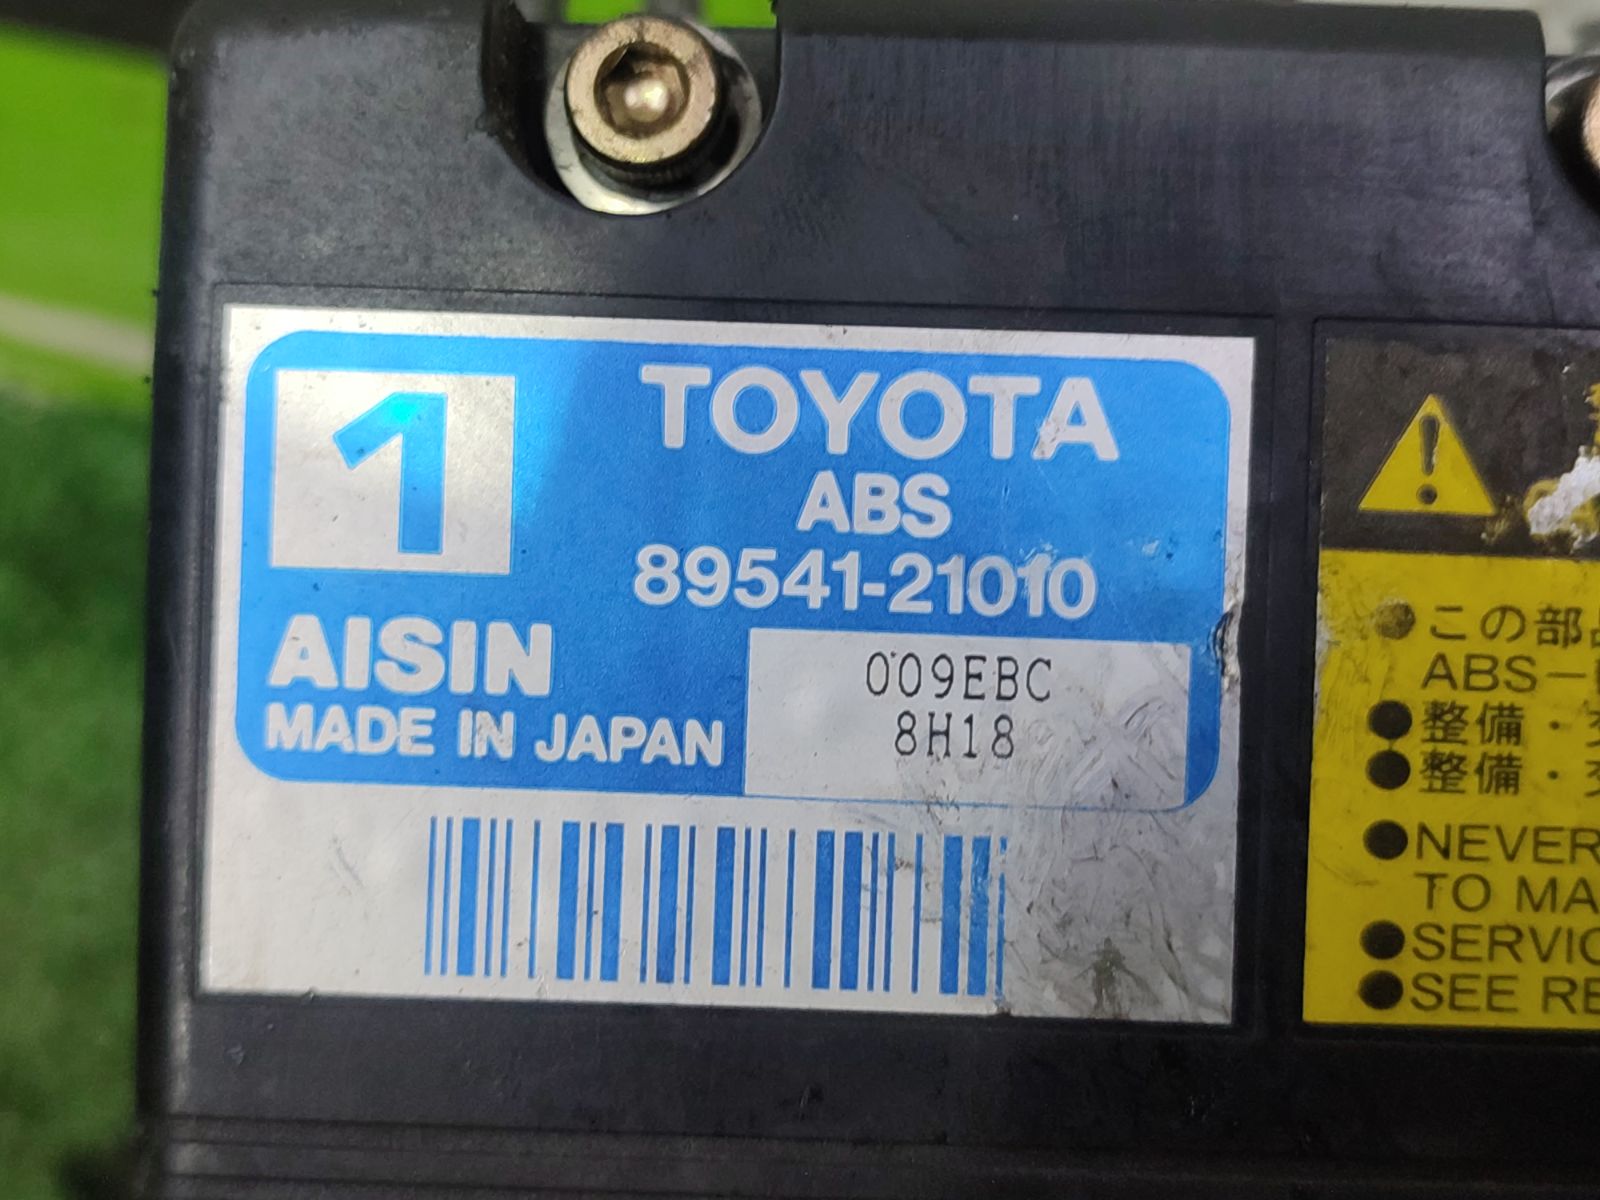 1
TOYOTA
ABS
89541-21010
AISIN
MADE IN JAPAN
009EBC
8H18
この部
ABS-
整備・
整備・
NEVER
TO MA
SERVIC
SEE RE